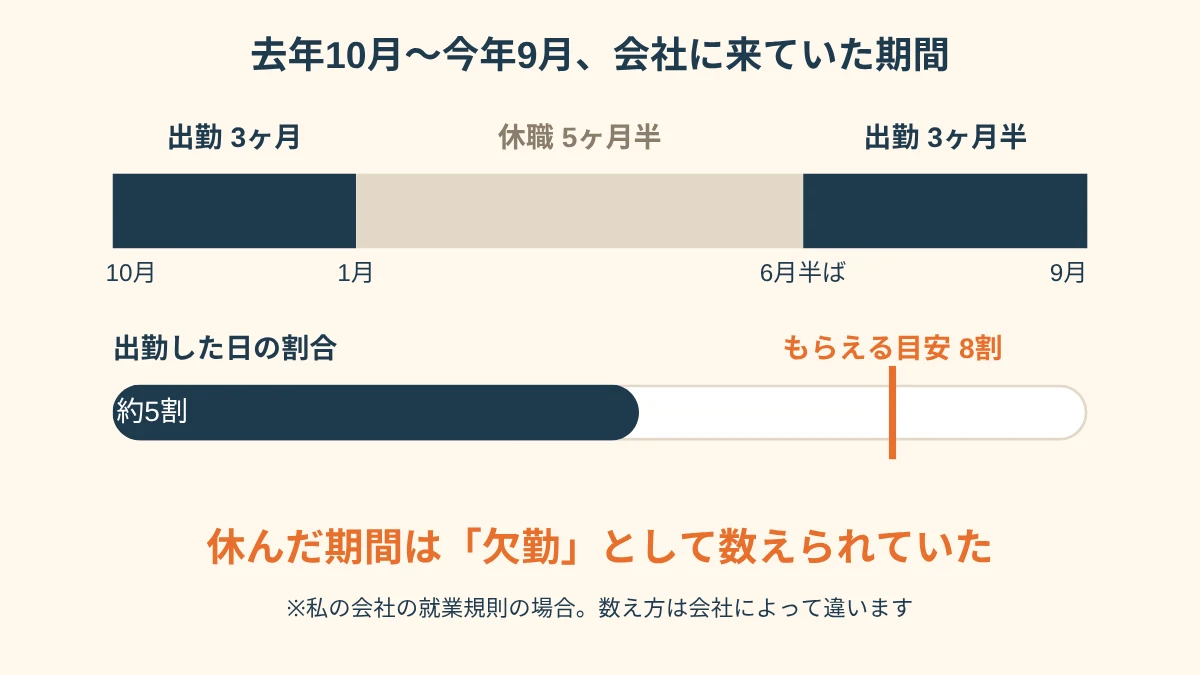 去年10月〜今年9月、会社に来ていた期間
出勤 3ヶ月
休職 5ヶ月半
出勤 3ヶ月半
10月
1月
6月半ば
9月
出勤した日の割合
もらえる目安 8割
約5割
休んだ期間は「欠勤」として数えられていた
※私の会社の就業規則の場合。数え方は会社によって違います